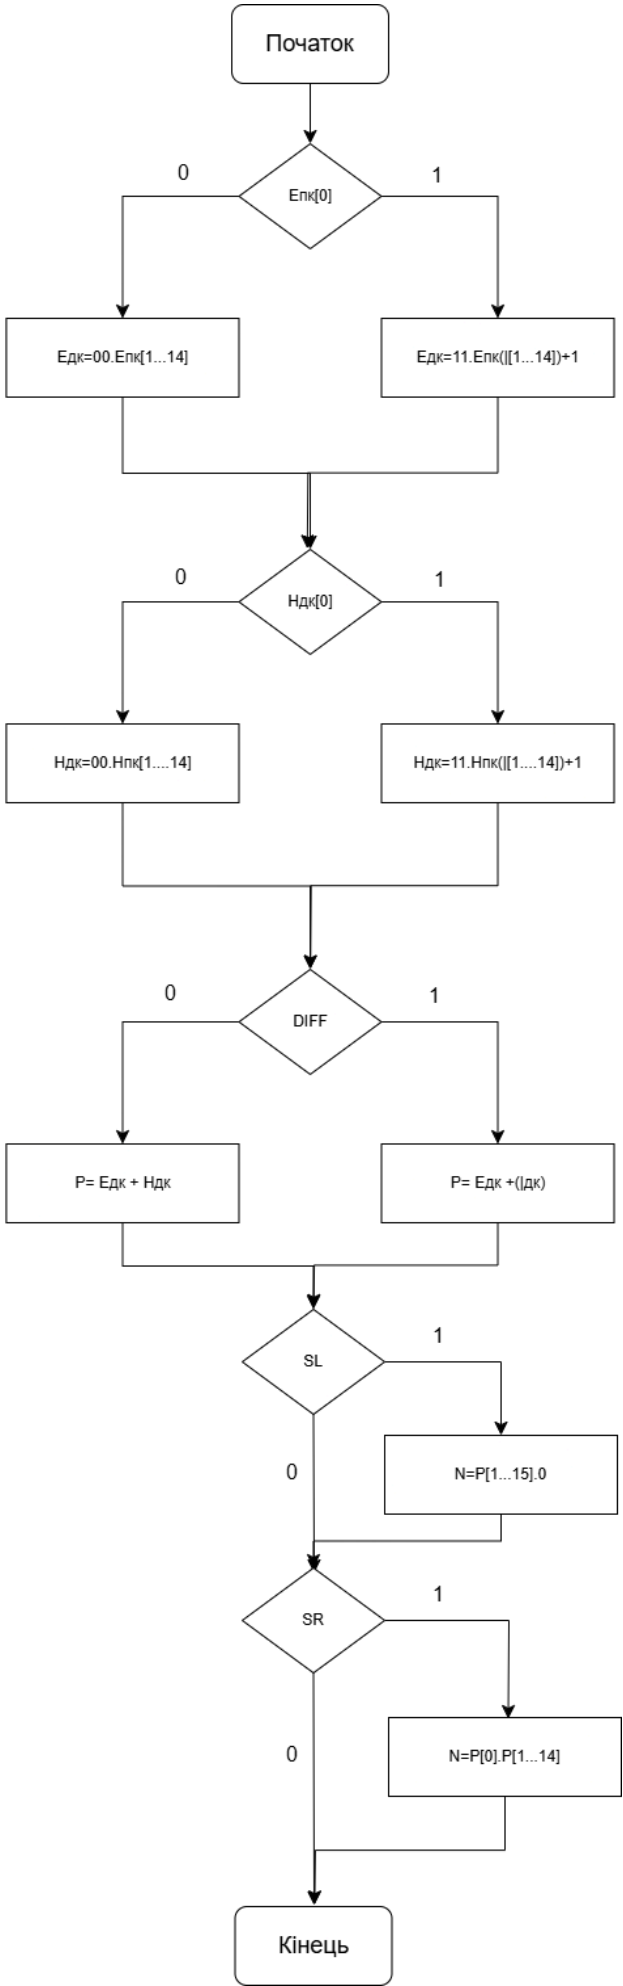 Початок
0
1
Епк[0]
Едк=00.Епк[1...14]
Едк=11.Епк(|[1...14])+1
0
1
Ндк[0]
Ндк=00.Нпк[1....14]
Ндк=11.Нпк(|[1....14])+1
0
1
DIFF
P= Едк + Ндк
P= Едк +(|дк)
1
SL
0
N=P[1...15].0
1
SR
0
N=P[0].P[1...14]
Кінець